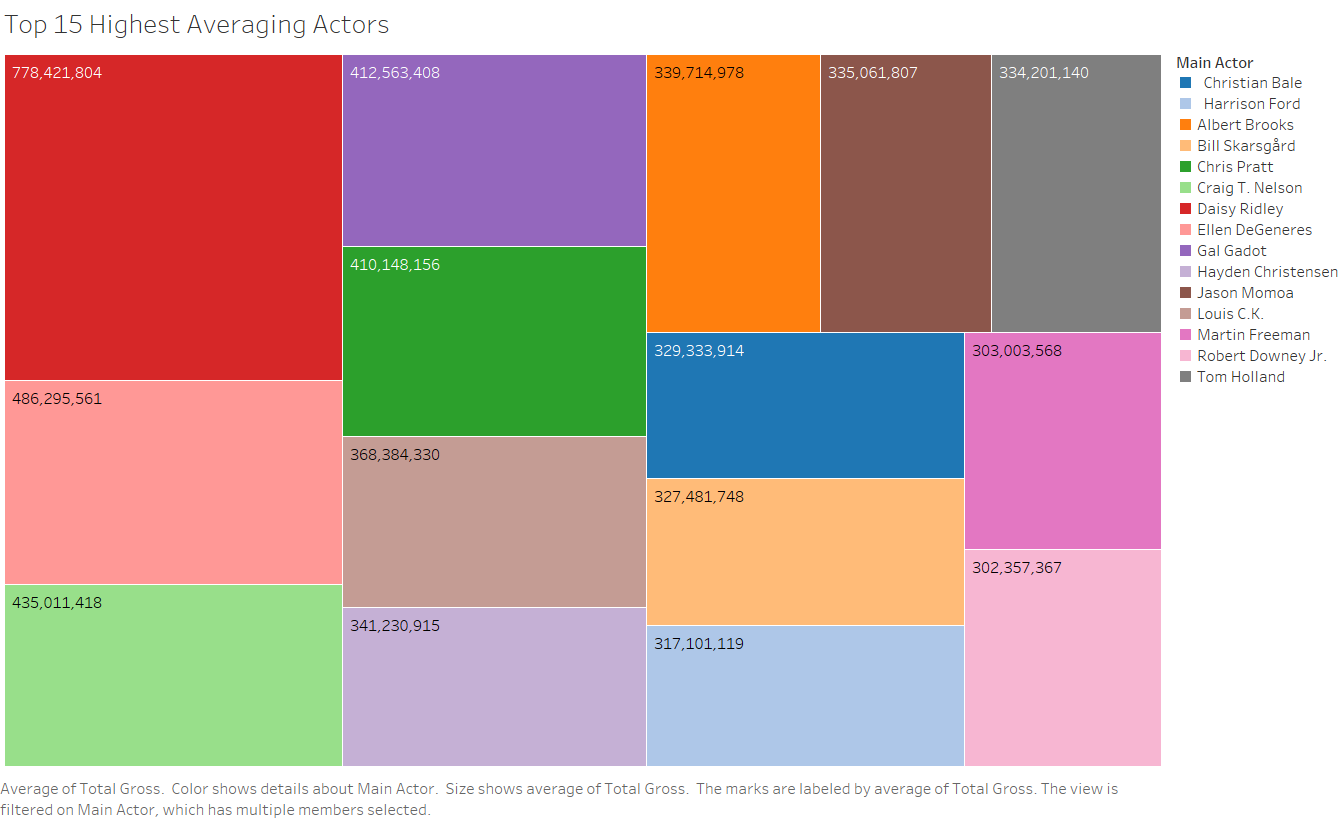 Top 15 Highest Averaging Actors
778,421,804
486,295,561
435,011,418
412,563,408
410,148,156
368,384,330
341,230,915
339,714,978
335,061,807
334,201,140
329,333,914
327,481,748
317,101,119
303,003,568
302,357,367
Main Actor
Christian Bale
Harrison Ford
Albert Brooks
Bill Skarsgård
Chris Pratt
Craig T. Nelson
Daisy Ridley
Ellen DeGeneres
Gal Gadot
Hayden Christensen
Jason Momoa
Louis C.K.
Martin Freeman
Robert Downey Jr.
Tom Holland
Average of Total Gross.  Color shows details about Main Actor.  Size shows average of Total Gross.  The marks are labeled by average of Total Gross. The view is
filtered on Main Actor, which has multiple members selected.